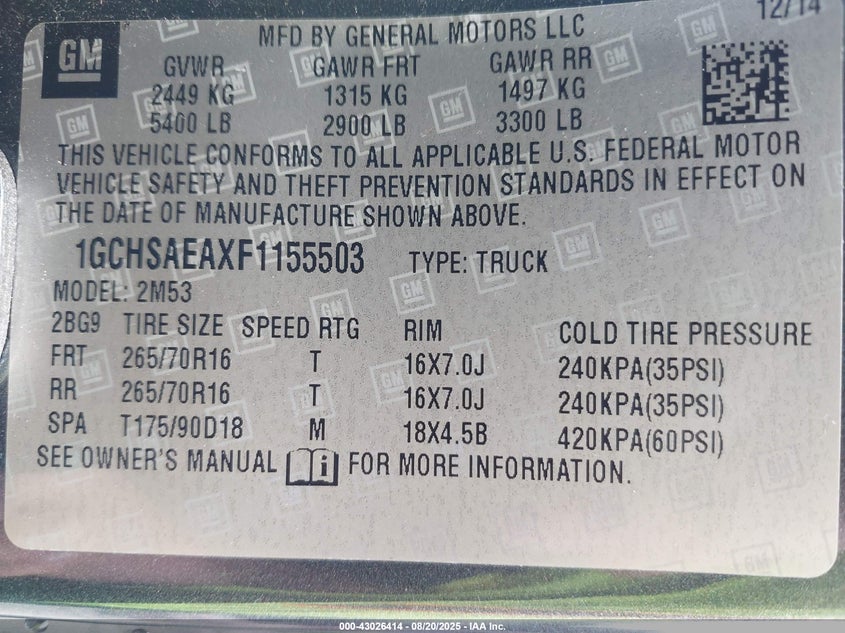 12/14
GM
MFD BY GENERAL MOTORS LLC
GVWR GAWR FRT GAWR RR
2449 KG 1315 KG 1497 KG
5400 LB 2900 LB 3300 LB
THIS VEHICLE CONFORMS TO ALL APPLICABLE U.S. FEDERAL MOTOR
VEHICLE SAFETY AND THEFT PREVENTION STANDARDS IN EFFECT ON
THE DATE OF MANUFACTURE SHOWN ABOVE.
1GCHSAEAXF1155503 TYPE: TRUCK
MODEL: 2M53
2BG9 TIRE SIZE SPEED RTG RIM COLD TIRE PRESSURE
FRT 265/70R16 T 16X7.0J 240KPA(35PSI)
RR 265/70R16 T 16X7.0J 240KPA(35PSI)
SPA T175/90D18 M 18X4.5B 420KPA(60PSI)
SEE OWNER'S MANUAL FOR MORE INFORMATION.
000-43026414 - 08/20/2025 - IAA Inc.